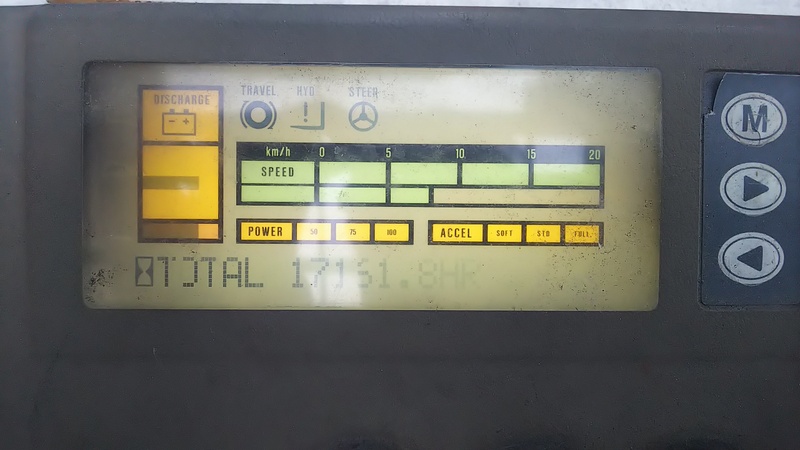 DISCHARGE
TRAVEL HYD STEER
km/h 0 5 10 15 20
SPEED
POWER 50 75 100 ACCEL SOFT STD FULL
TOTAL
M